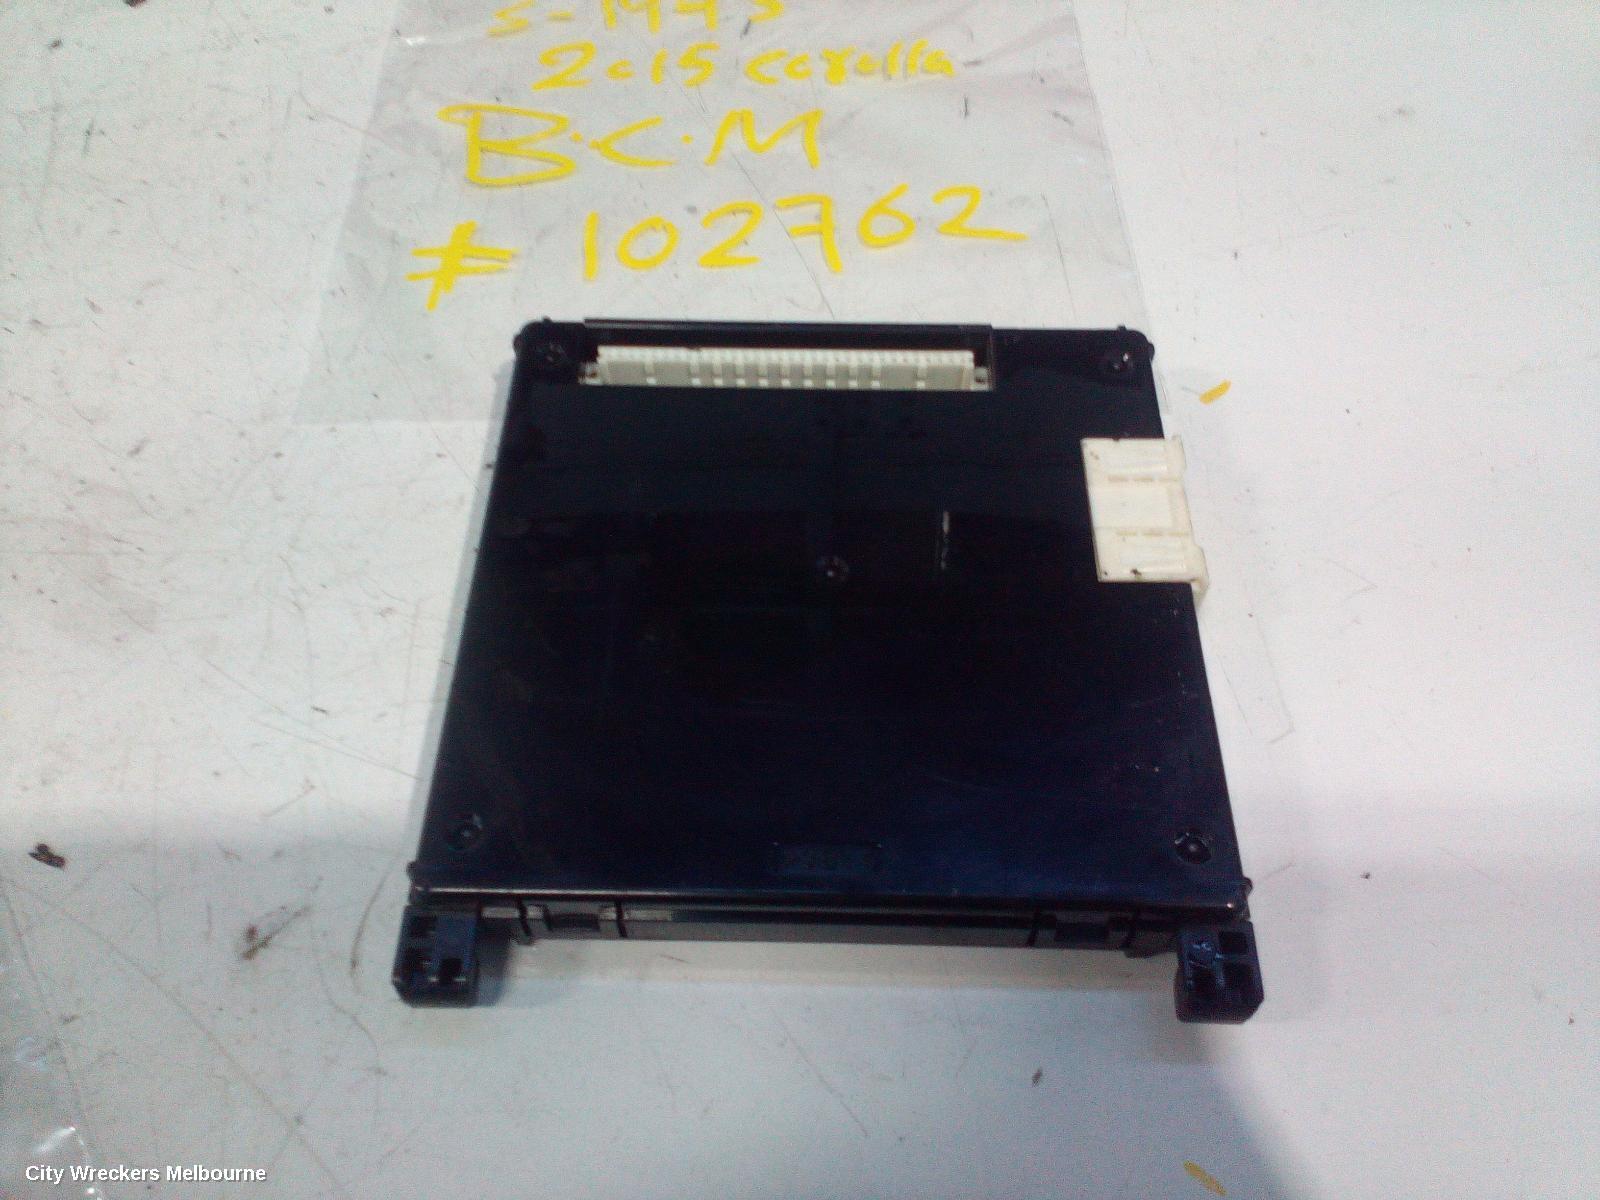 2015 corolla
B.C.M
# 102762
City Wreckers Melbourne